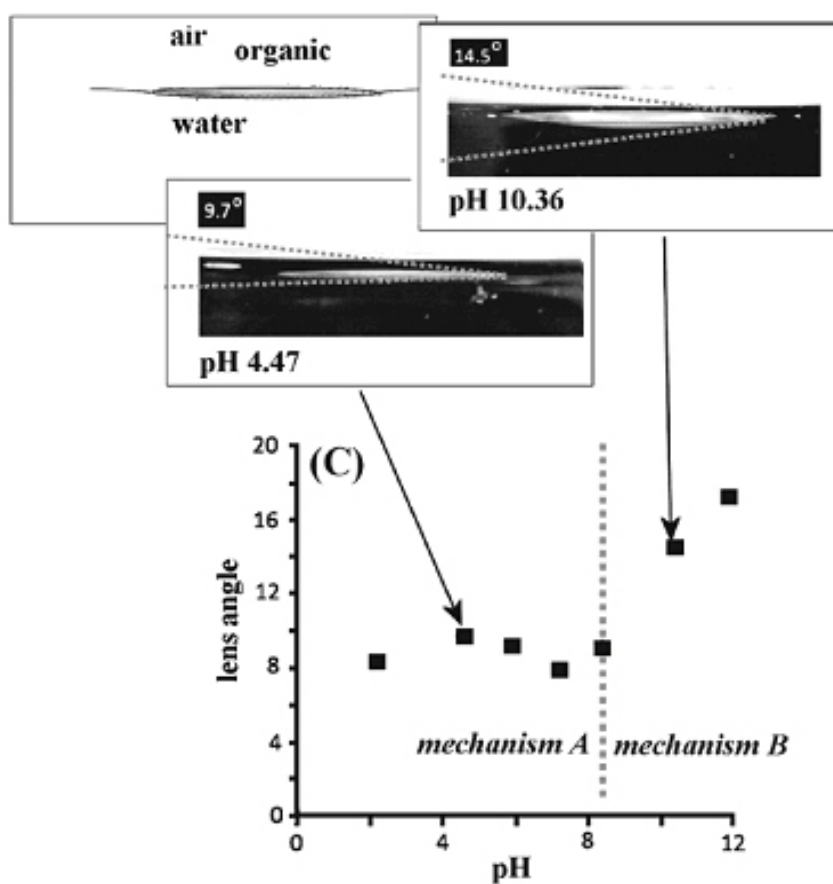 air
organic
water
14.5°
pH 10.36
9.7°
pH 4.47
(C)
20
16
12
8
4
0
lens angle
mechanism A
mechanism B
0
4
8
12
pH